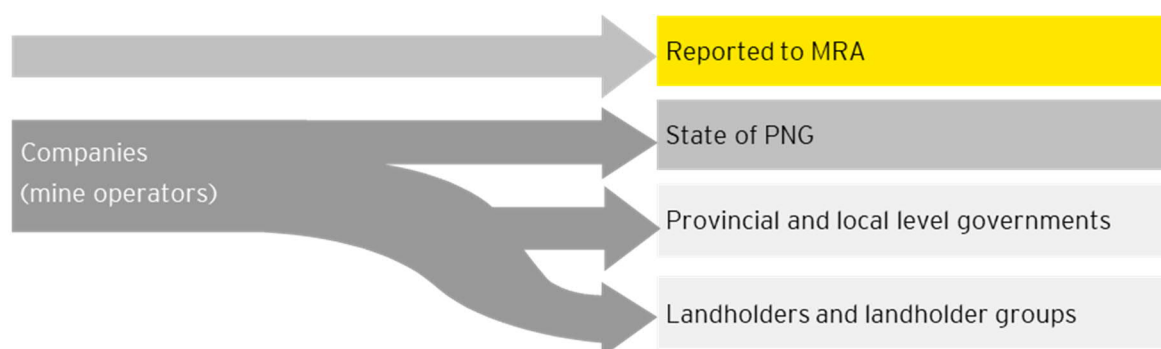 Reported to MRA
State of PNG
Companies
(mine operators)
Provincial and local level governments
Landholders and landholder groups